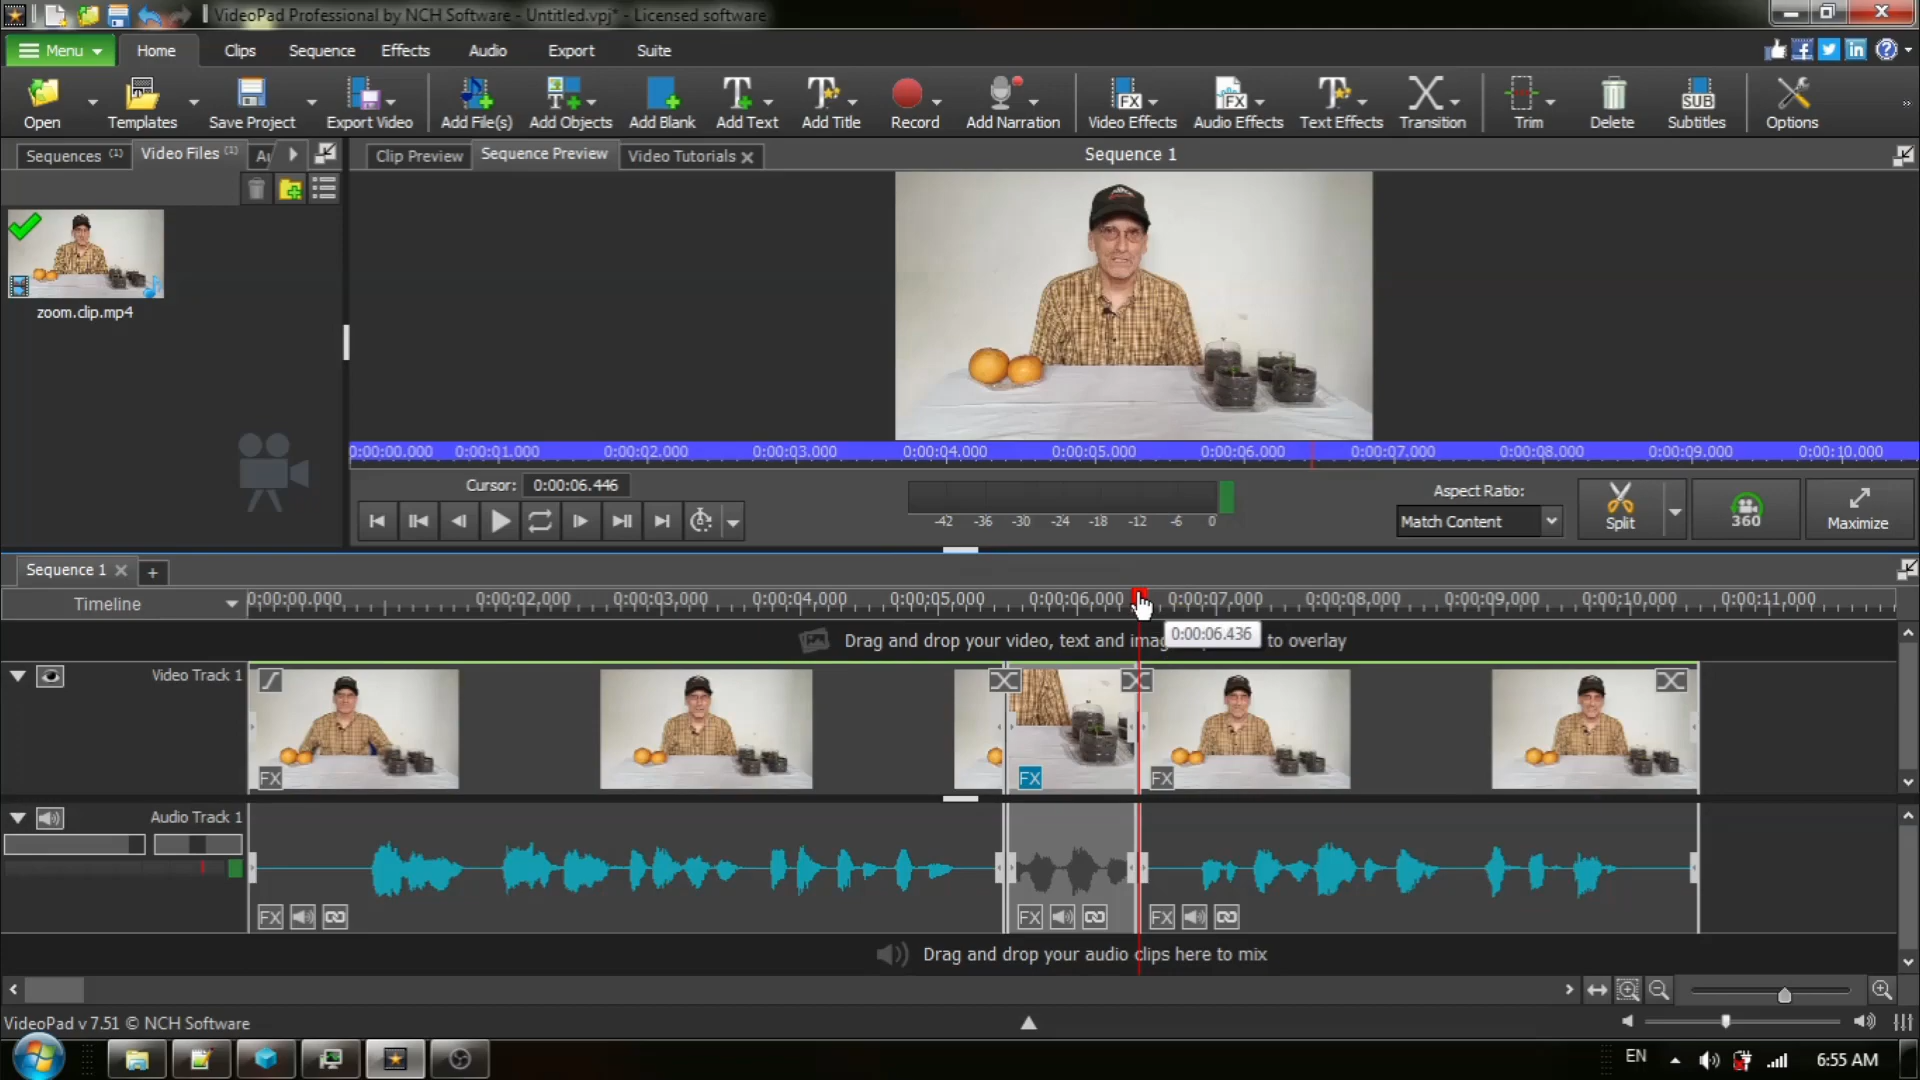 VideoPad Professional by NCH Software - Untitled.vpj* - Licensed software
Menu Home Clips Sequence Effects Audio Export Suite
Open Templates Save Project Export Video Add File(s) Add Objects Add Blank Add Text Add Title Record Add Narration Video Effects Audio Effects Text Effects Transition Trim Delete Subtitles Options
Sequences (1) Video Files (1) Au Clip Preview Sequence Preview Video Tutorials Sequence 1
zoom.clip.mp4
0:00:00.000 0:00:01.000 0:00:02.000 0:00:03.000 0:00:04.000 0:00:05.000 0:00:06.000 0:00:07.000 0:00:08.000 0:00:09.000 0:00:10.000
Cursor: 0:00:06.446
Aspect Ratio:
Match Content
-42 -36 -30 -24 -18 -12 -6 0
Split 360 Maximize
Sequence 1
Timeline 0:00:00.000 0:00:02.000 0:00:03.000 0:00:04.000 0:00:05.000 0:00:06.000 0:00:07.000 0:00:08.000 0:00:09.000 0:00:10.000 0:00:11.000
Drag and drop your video, text and imag to overlay
0:00:06.436
Video Track 1
FX FX FX
Audio Track 1
FX FX FX
Drag and drop your audio clips here to mix
VideoPad v 7.51 © NCH Software
EN 6:55 AM